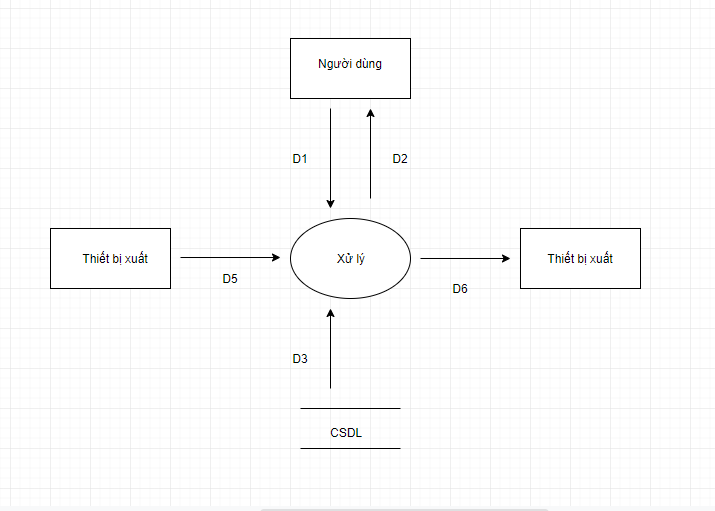 Người dùng
D1
D2
Thiết bị xuất
Xử lý
Thiết bị xuất
D5
D6
D3
CSDL